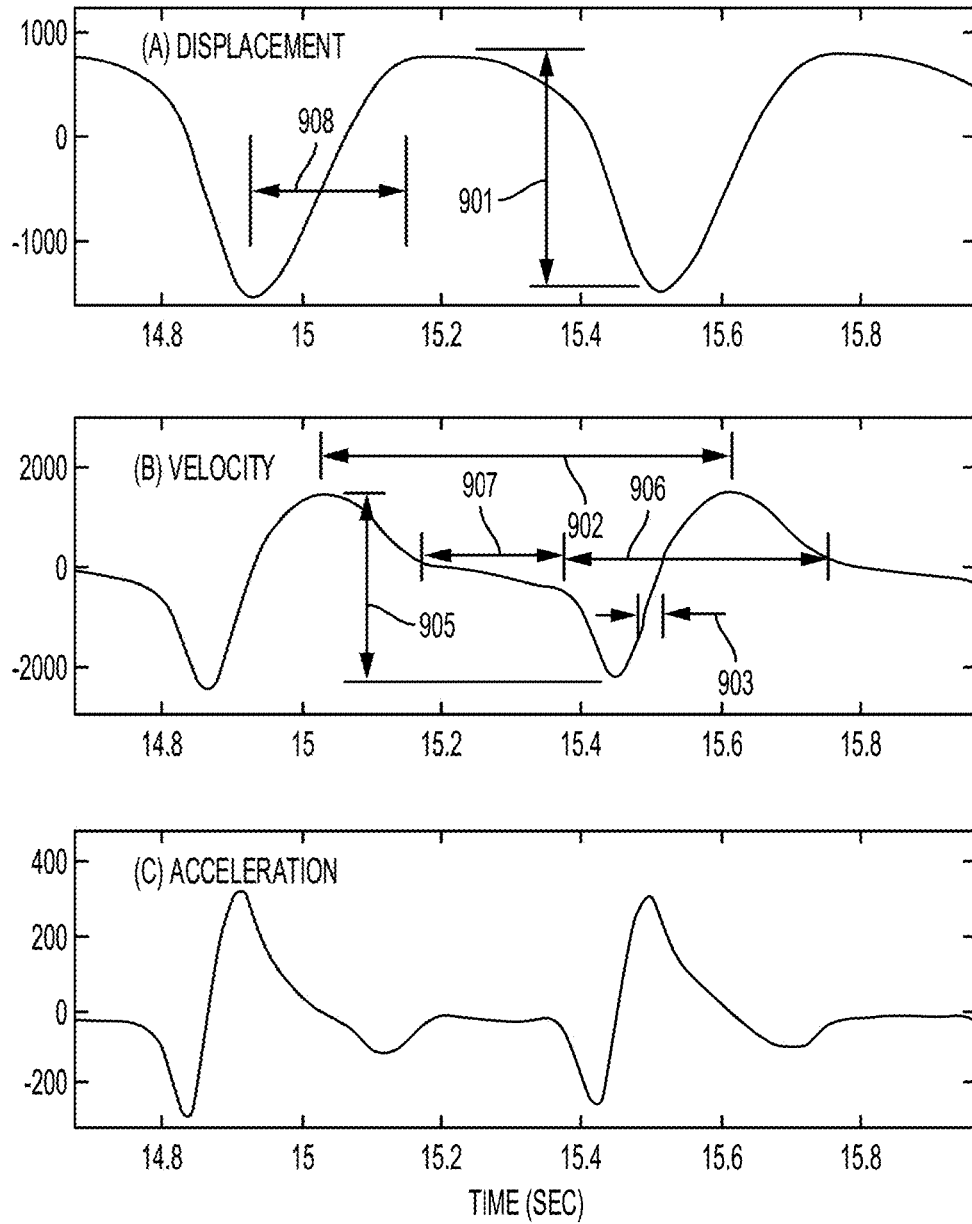 1000
(A) DISPLACEMENT
908
0
901
-1000
14.8 15 15.2 15.4 15.6 15.8
2000
(B) VELOCITY
907
906
902
0
905
-2000
903
14.8 15 15.2 15.4 15.6 15.8
400
(C) ACCELERATION
200
0
-200
14.8 15 15.2 15.4 15.6 15.8
TIME (SEC)